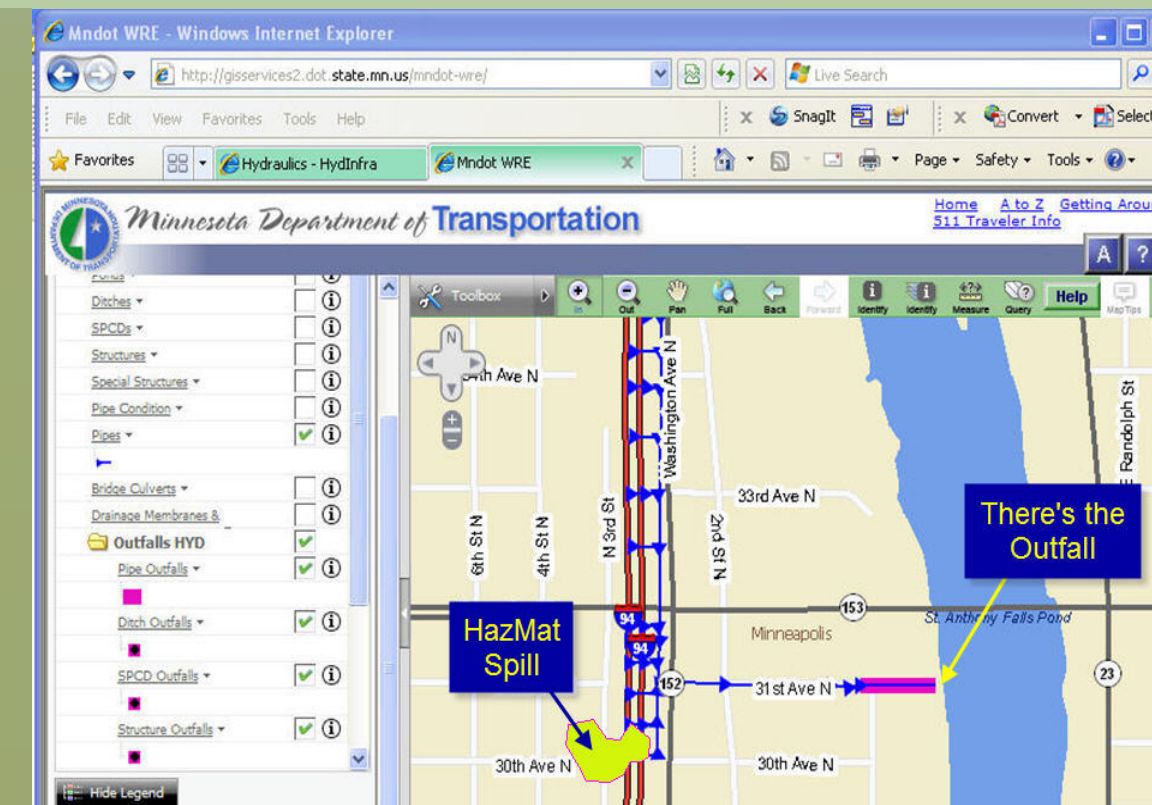 Mndot WRE - Windows Internet Explorer
http://gisservices2.dot.state.mn.us/mndot-wre/
Live Search
File Edit View Favorites Tools Help
x SnagIt
x Convert Select
Favorites
Hydraulics - HydInfra
Mndot WRE
x
Page Safety Tools
Minnesota Department of Transportation
Home A to Z Getting Arou
511 Traveler Info
A ?
Ponds
Ditches
SPCDs
Structures
Special Structures
Pipe Condition
Pipes
Bridge Culverts
Drainage Membranes &
Outfalls HYD
Pipe Outfalls
Ditch Outfalls
SPCD Outfalls
Structure Outfalls
Hide Legend
Toolbox
In
Out
Pan
Full
Back
Forward
Identify
Identify
Measure
Query
Help
Map Tips
N
Ave N
Washington Ave N
E Randolph St
33rd Ave N
6th St N
4th St N
N 3rd St
2nd St N
There's the
Outfall
94
153
St. Anthony Falls Pond
HazMat
Spill
Minneapolis
94
152
31st Ave N
23
30th Ave N
30th Ave N